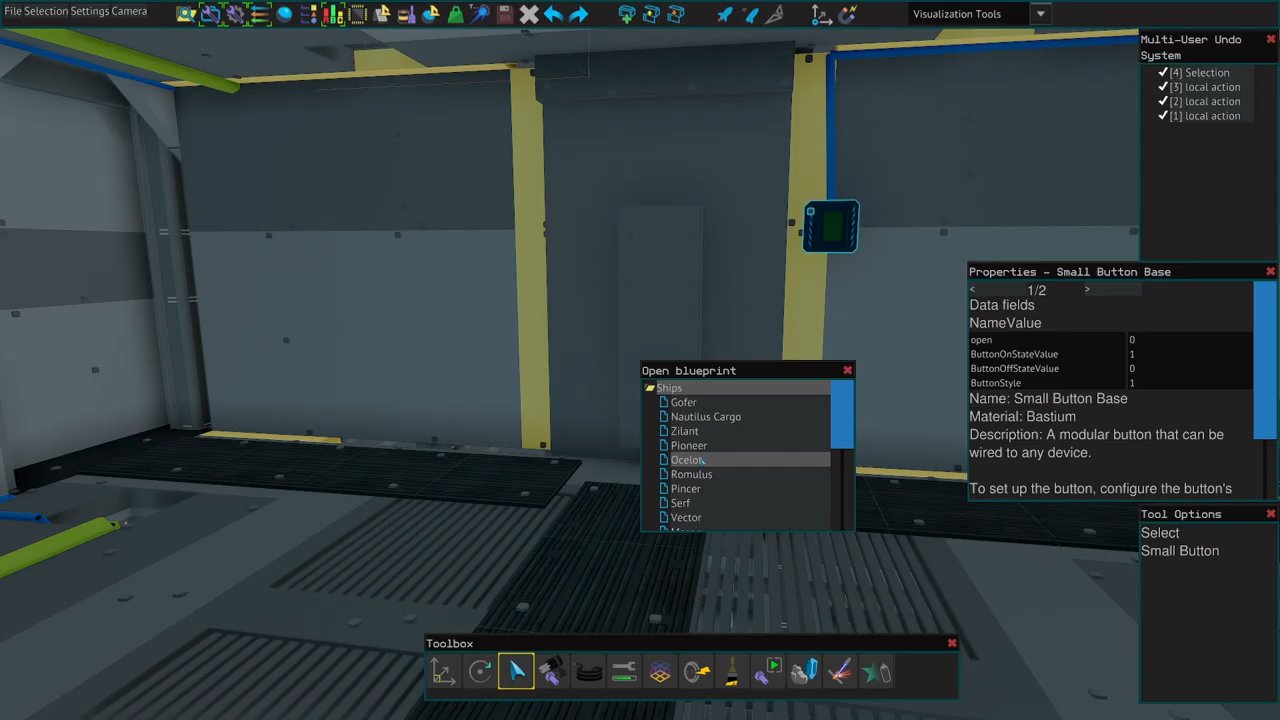 File Selection Settings Camera
Visualization Tools
Multi-User Undo
System
[4] Selection
[3] local action
[2] local action
[1] local action
Properties - Small Button Base
< 1/2 >
Data fields
NameValue
open 0
ButtonOnStateValue 1
ButtonOffStateValue 0
ButtonStyle 1
Name: Small Button Base
Material: Bastium
Description: A modular button that can be
wired to any device.
To set up the button, configure the button's
Open blueprint
Ships
Gofer
Nautilus Cargo
Zilant
Pioneer
Ocelot
Romulus
Pincer
Serf
Vector
Tool Options
Select
Small Button
Toolbox